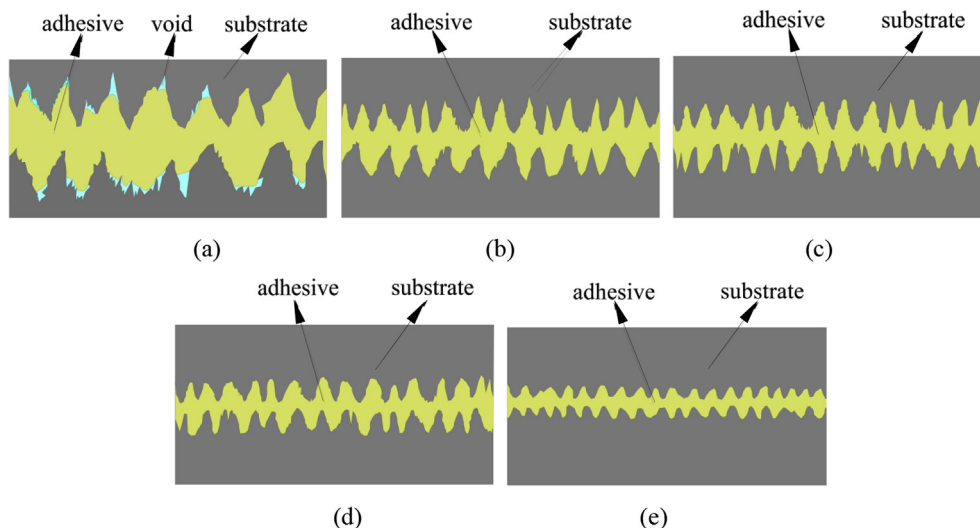 adhesive void substrate
adhesive substrate
adhesive substrate
(a)
(b)
(c)
adhesive substrate
adhesive substrate
(d)
(e)